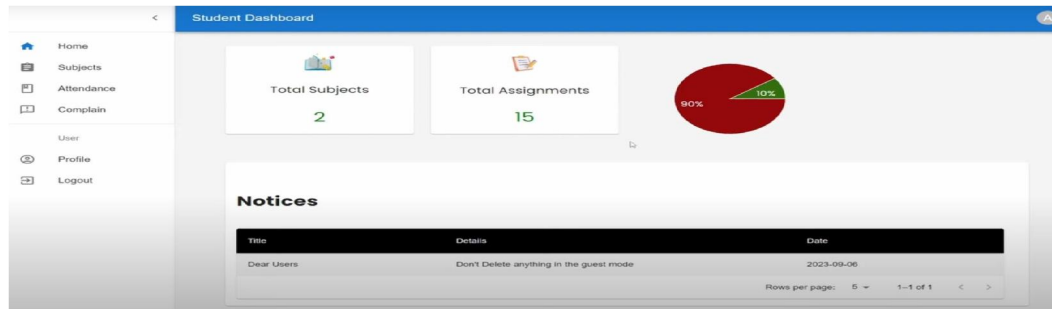 Student Dashboard
A
Home
Subjects
Attendance
Complain
User
Profile
Logout
Total Subjects
2
Total Assignments
15
90%
10%
Notices
Title Details Date
Dear Users Don't Delete anything in the guest mode 2023-09-06
Rows per page: 5 1–1 of 1